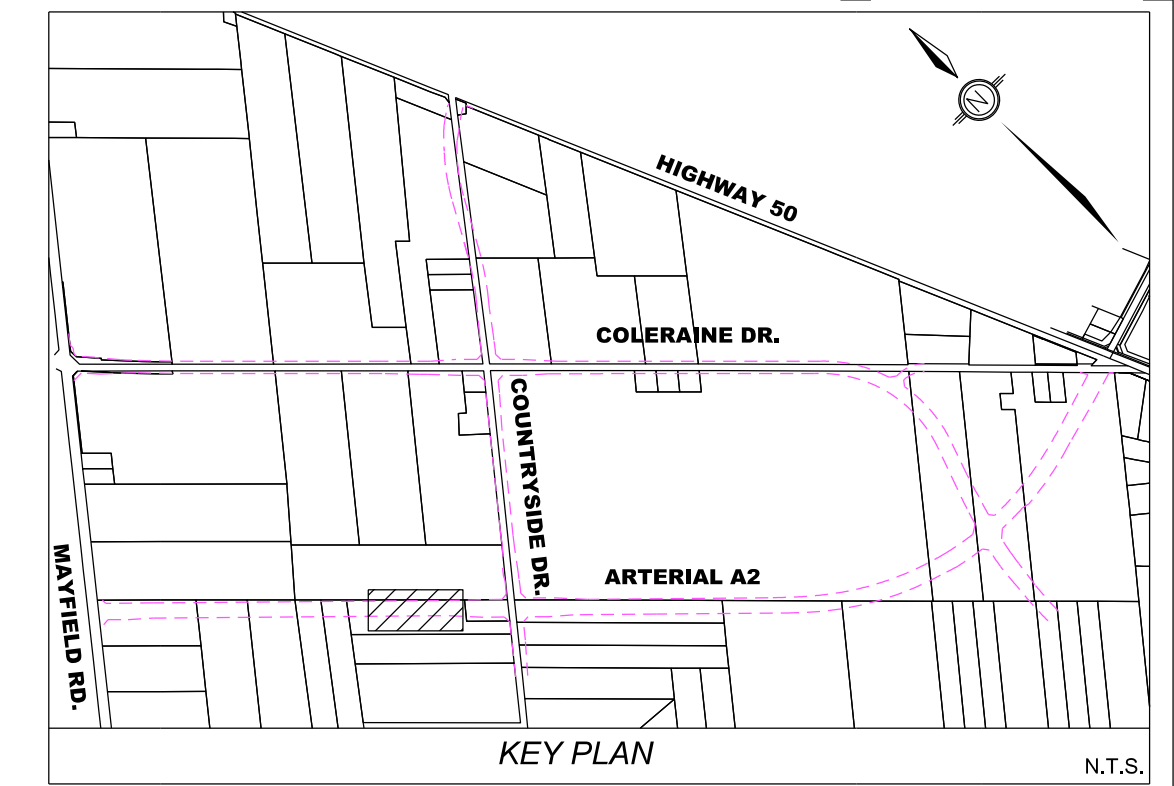 N
HIGHWAY 50
COLERAINE DR.
COUNTRYSIDE DR.
MAYFIELD RD.
ARTERIAL A2
KEY PLAN
N.T.S.